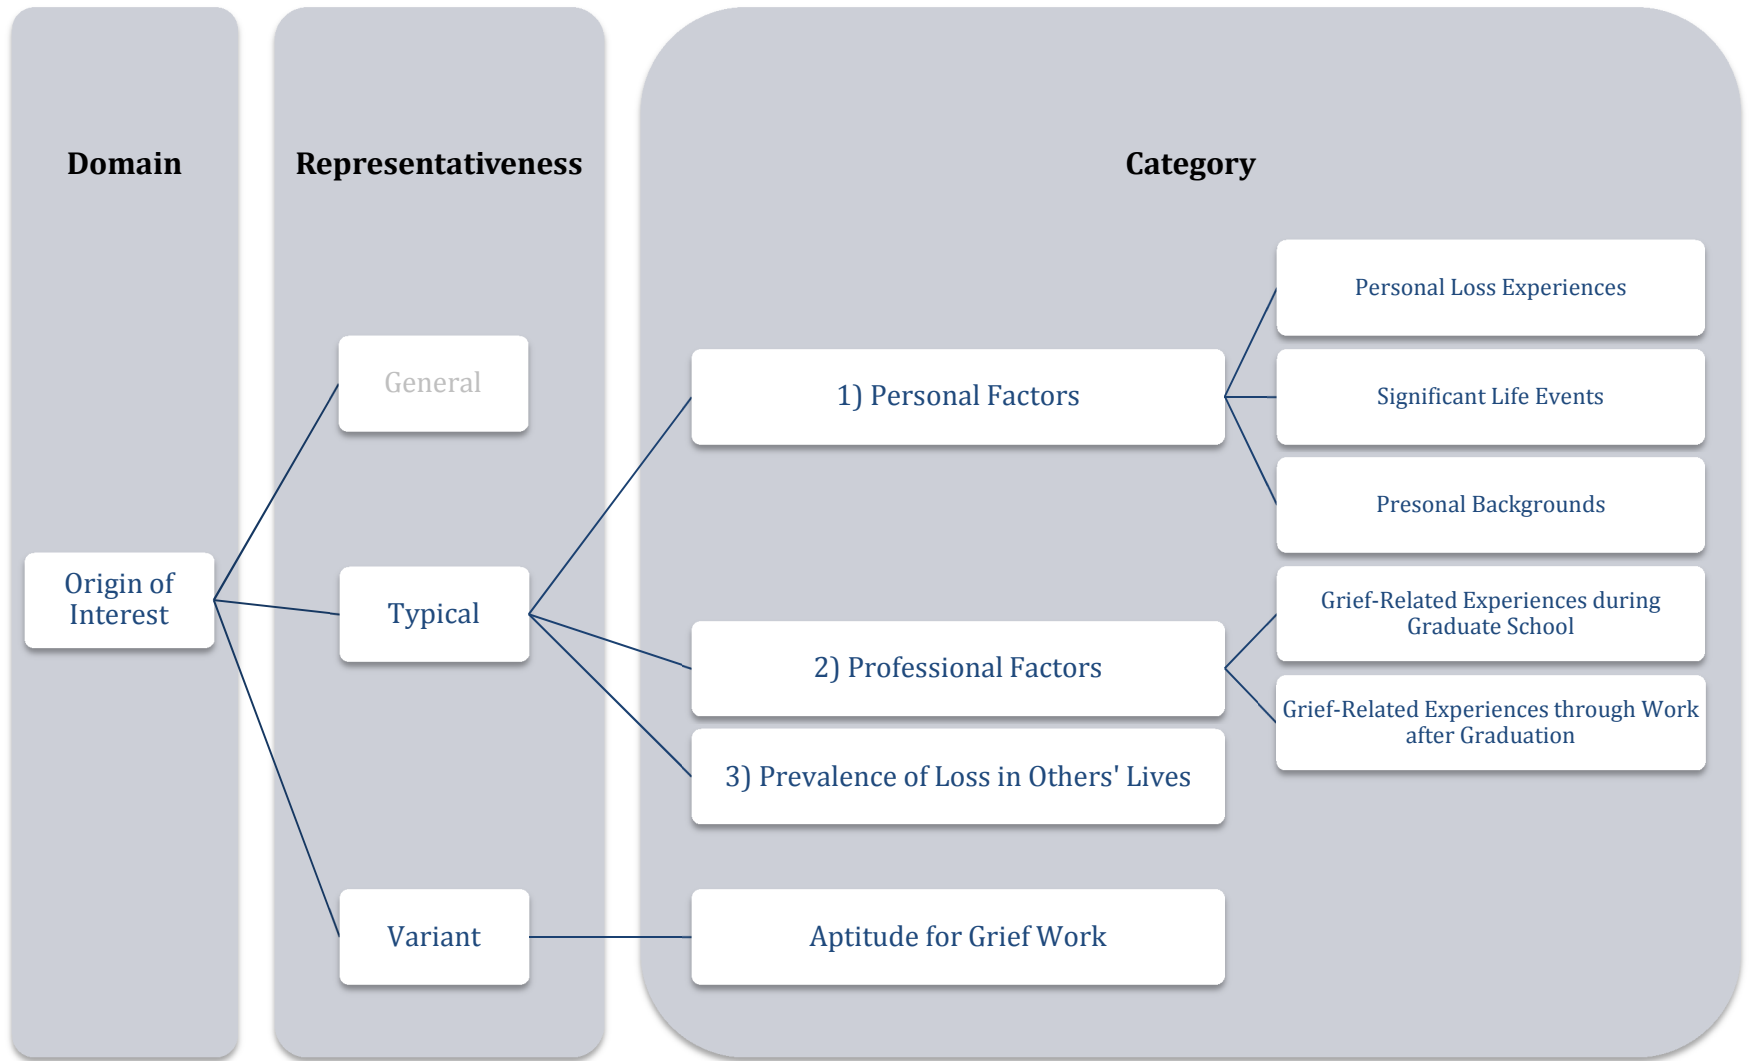 Domain
Representativeness
Category
Origin of
Interest
General
Typical
Variant
1) Personal Factors
2) Professional Factors
3) Prevalence of Loss in Others' Lives
Aptitude for Grief Work
Personal Loss Experiences
Significant Life Events
Presonal Backgrounds
Grief-Related Experiences during
Graduate School
Grief-Related Experiences through Work
after Graduation